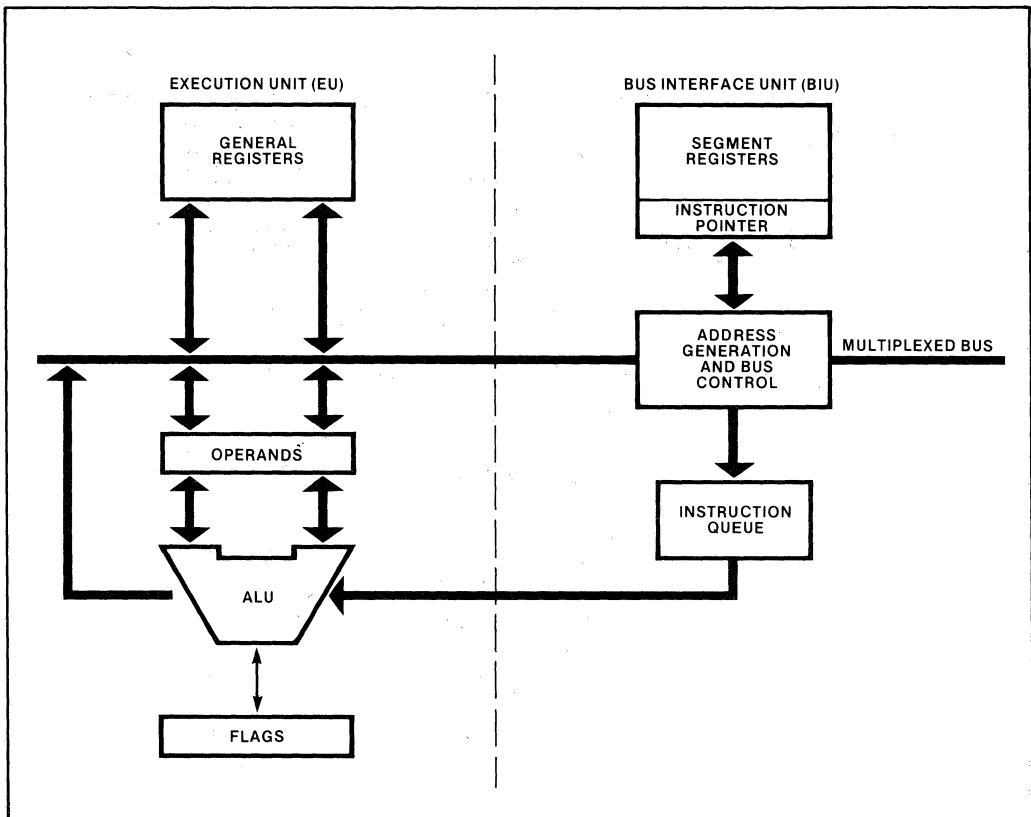 EXECUTION UNIT (EU)
GENERAL
REGISTERS
OPERANDS
ALU
FLAGS
BUS INTERFACE UNIT (BIU)
SEGMENT
REGISTERS
INSTRUCTION
POINTER
ADDRESS
GENERATION
AND BUS
CONTROL
MULTIPLEXED BUS
INSTRUCTION
QUEUE